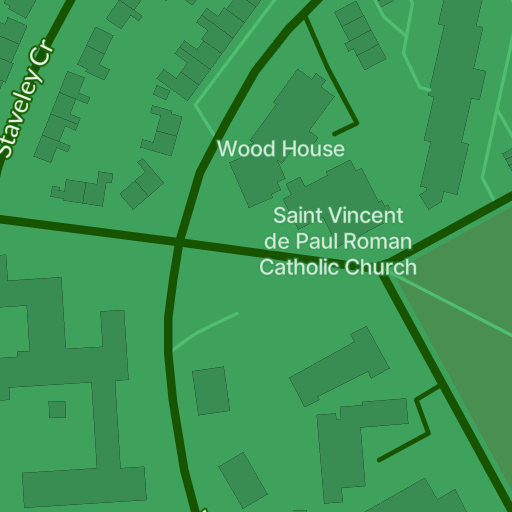 Staveley Cr
Wood House
Saint Vincent
de Paul Roman
Catholic Church